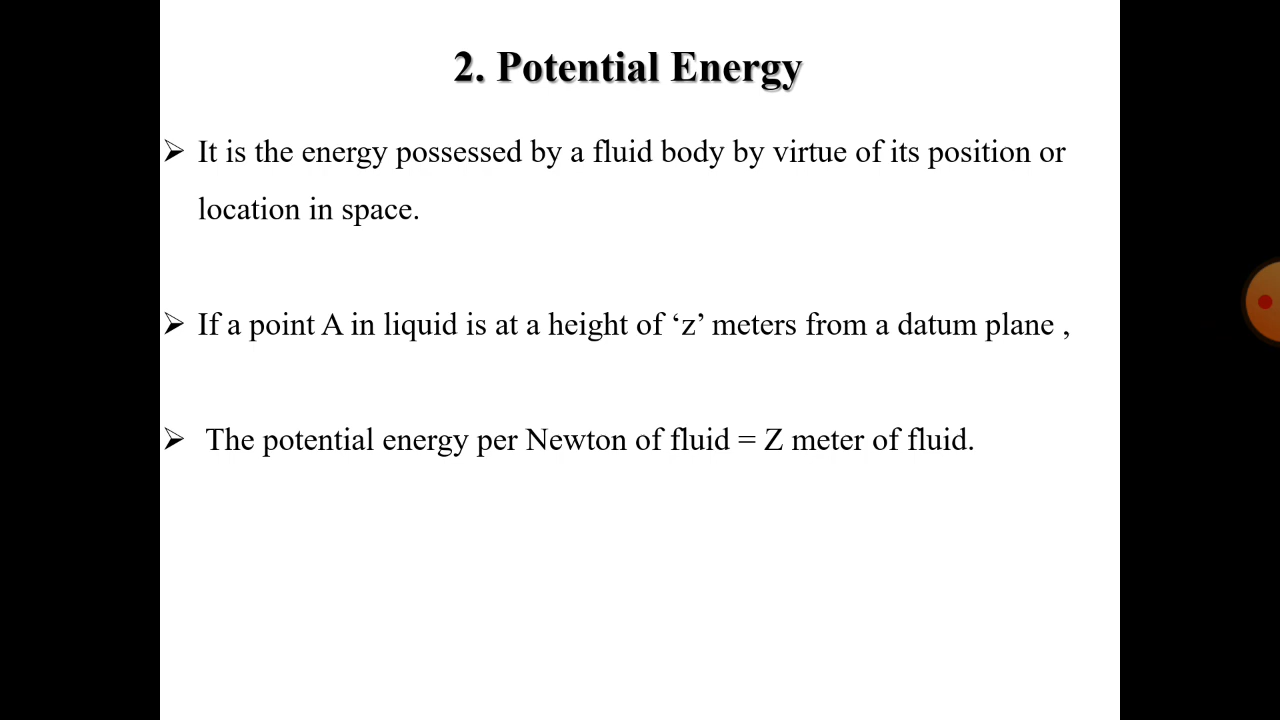 2. Potential Energy
➢ It is the energy possessed by a fluid body by virtue of its position or
location in space.
➢ If a point A in liquid is at a height of ‘z’ meters from a datum plane ,
➢ The potential energy per Newton of fluid = Z meter of fluid.